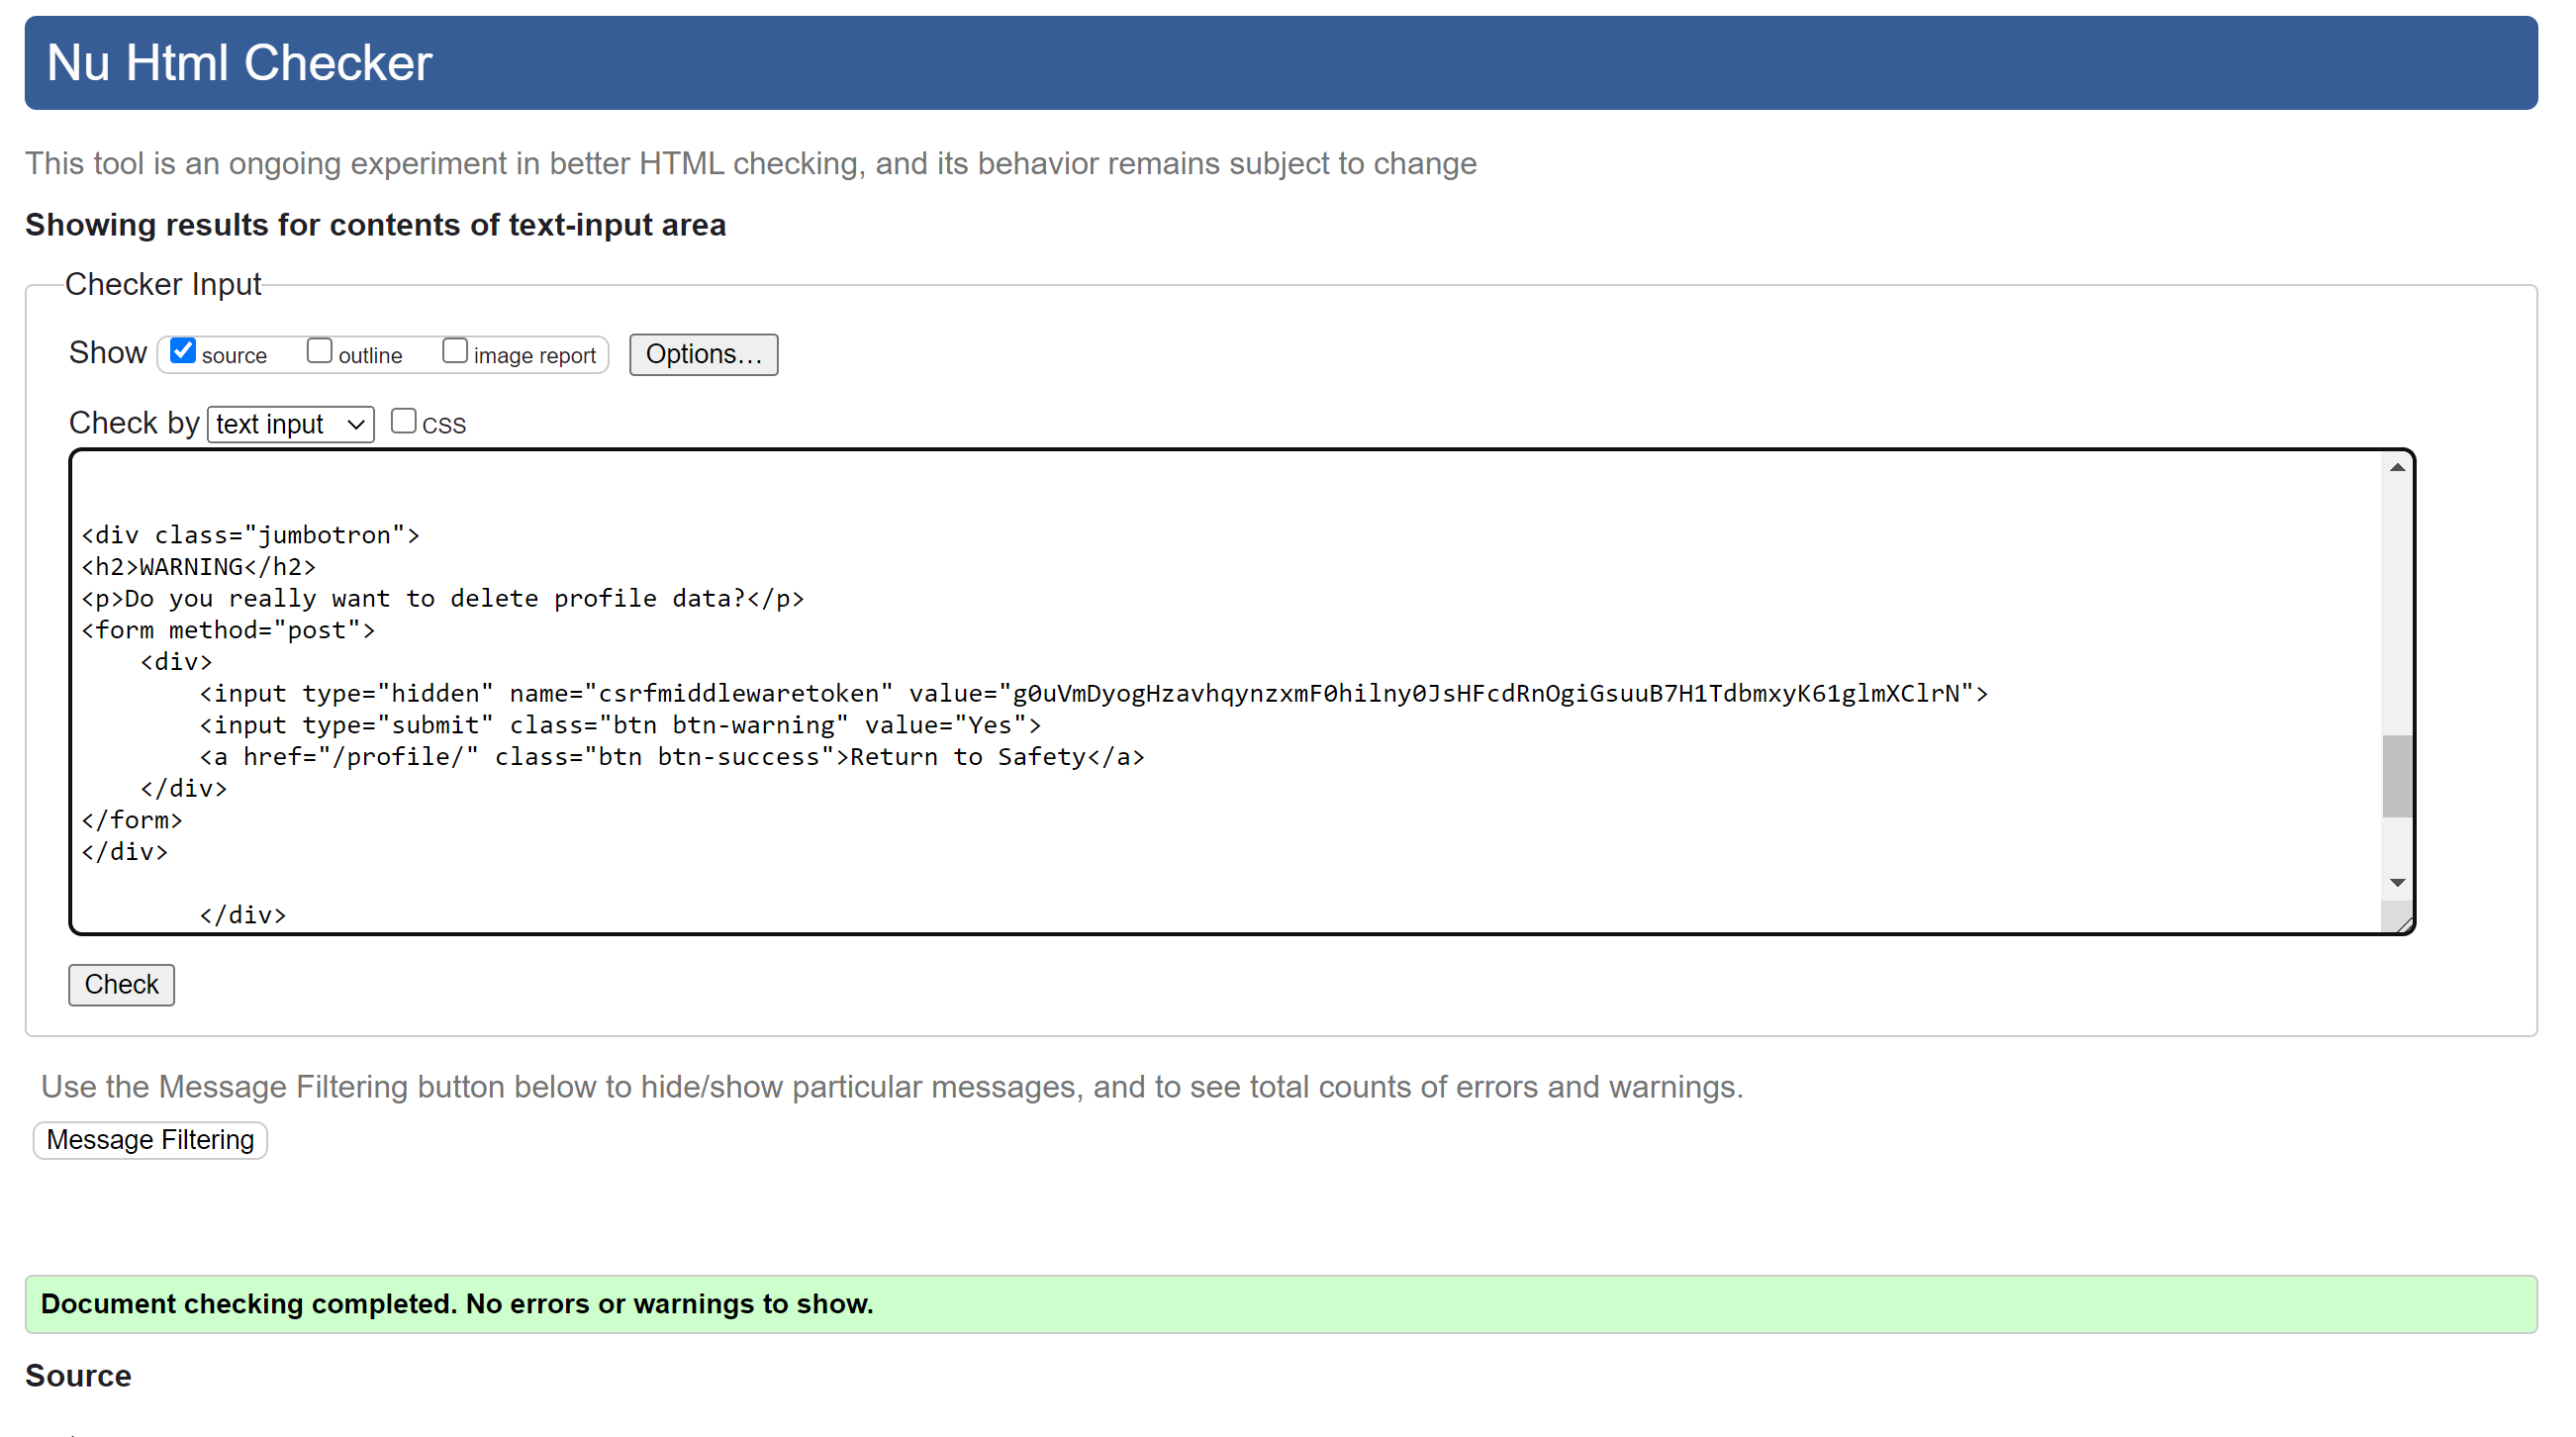 Nu Html Checker
This tool is an ongoing experiment in better HTML checking, and its behavior remains subject to change
Showing results for contents of text-input area
Checker Input
Show source outline image report Options…
Check by text input CSS
<div class="jumbotron">
<h2>WARNING</h2>
<p>Do you really want to delete profile data?</p>
<form method="post">
    <div>
        <input type="hidden" name="csrfmiddlewaretoken" value="g0uVmDyogHzavhqynzxmF0hilny0JsHFcdRnOgiGsuuB7H1TdbmxyK61glmXClrN">
        <input type="submit" class="btn btn-warning" value="Yes">
        <a href="/profile/" class="btn btn-success">Return to Safety</a>
    </div>
</form>
</div>
        </div>
Check
Use the Message Filtering button below to hide/show particular messages, and to see total counts of errors and warnings.
Message Filtering
Document checking completed. No errors or warnings to show.
Source